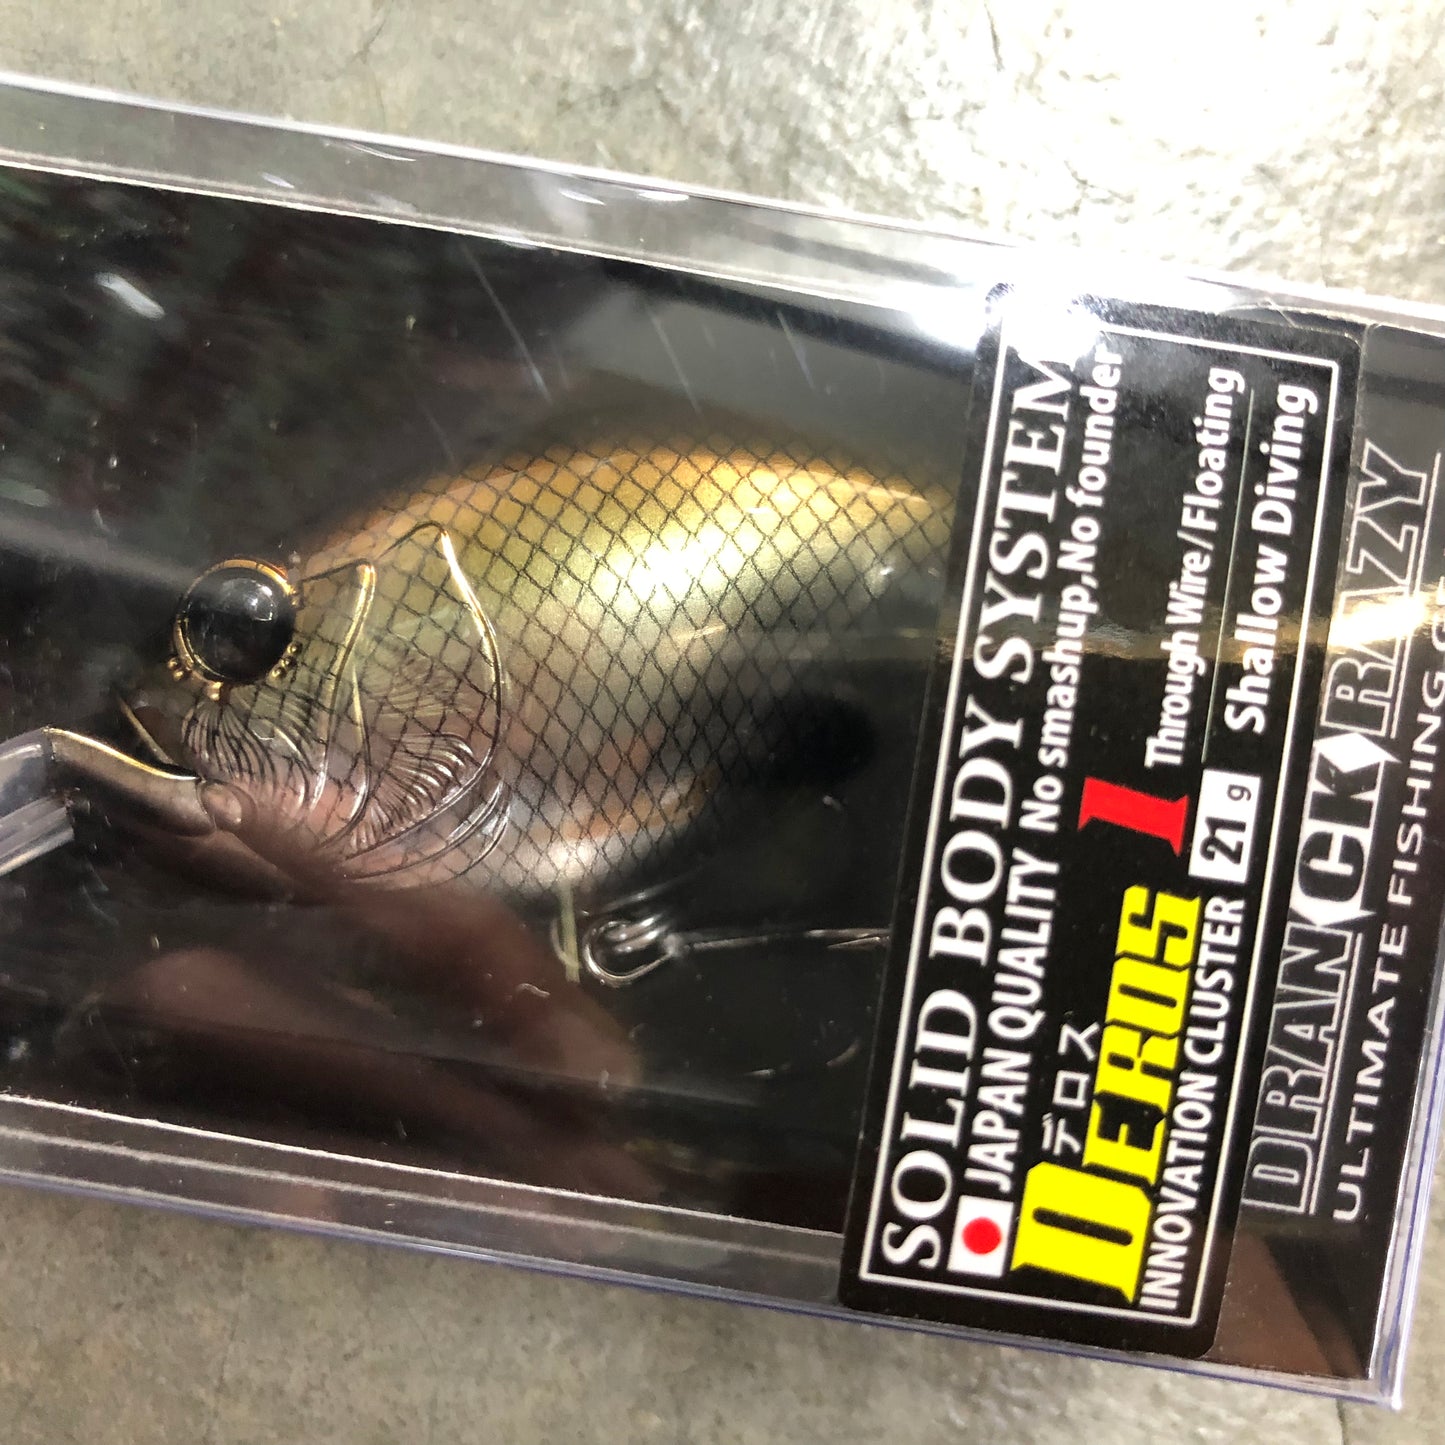 SOLID BODY SYSTEM
JAPAN QUALITY No smashup,No founder
デロス
DEROS 1 Through Wire/Floating
INNOVATION CLUSTER 21g Shallow Diving
DRANCKRAZY
ULTIMATE FISHING